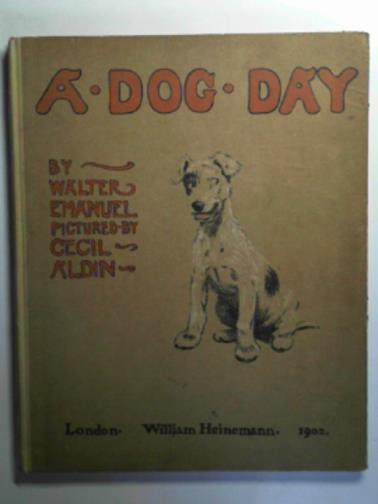 A · DOG · DAY
BY
WALTER
EMANUEL
PICTURED·BY
CECIL
ALDIN
London. William Heinemann. 1902.